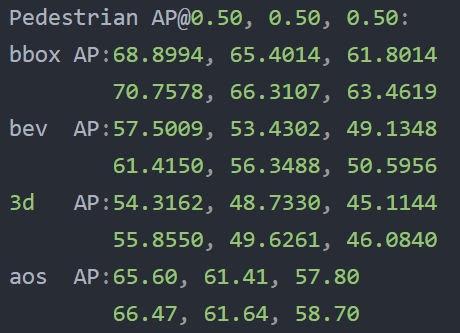 Pedestrian AP@0.50, 0.50, 0.50:
bbox AP:68.8994, 65.4014, 61.8014
70.7578, 66.3107, 63.4619
bev  AP:57.5009, 53.4302, 49.1348
61.4150, 56.3488, 50.5956
3d   AP:54.3162, 48.7330, 45.1144
55.8550, 49.6261, 46.0840
aos  AP:65.60, 61.41, 57.80
66.47, 61.64, 58.70